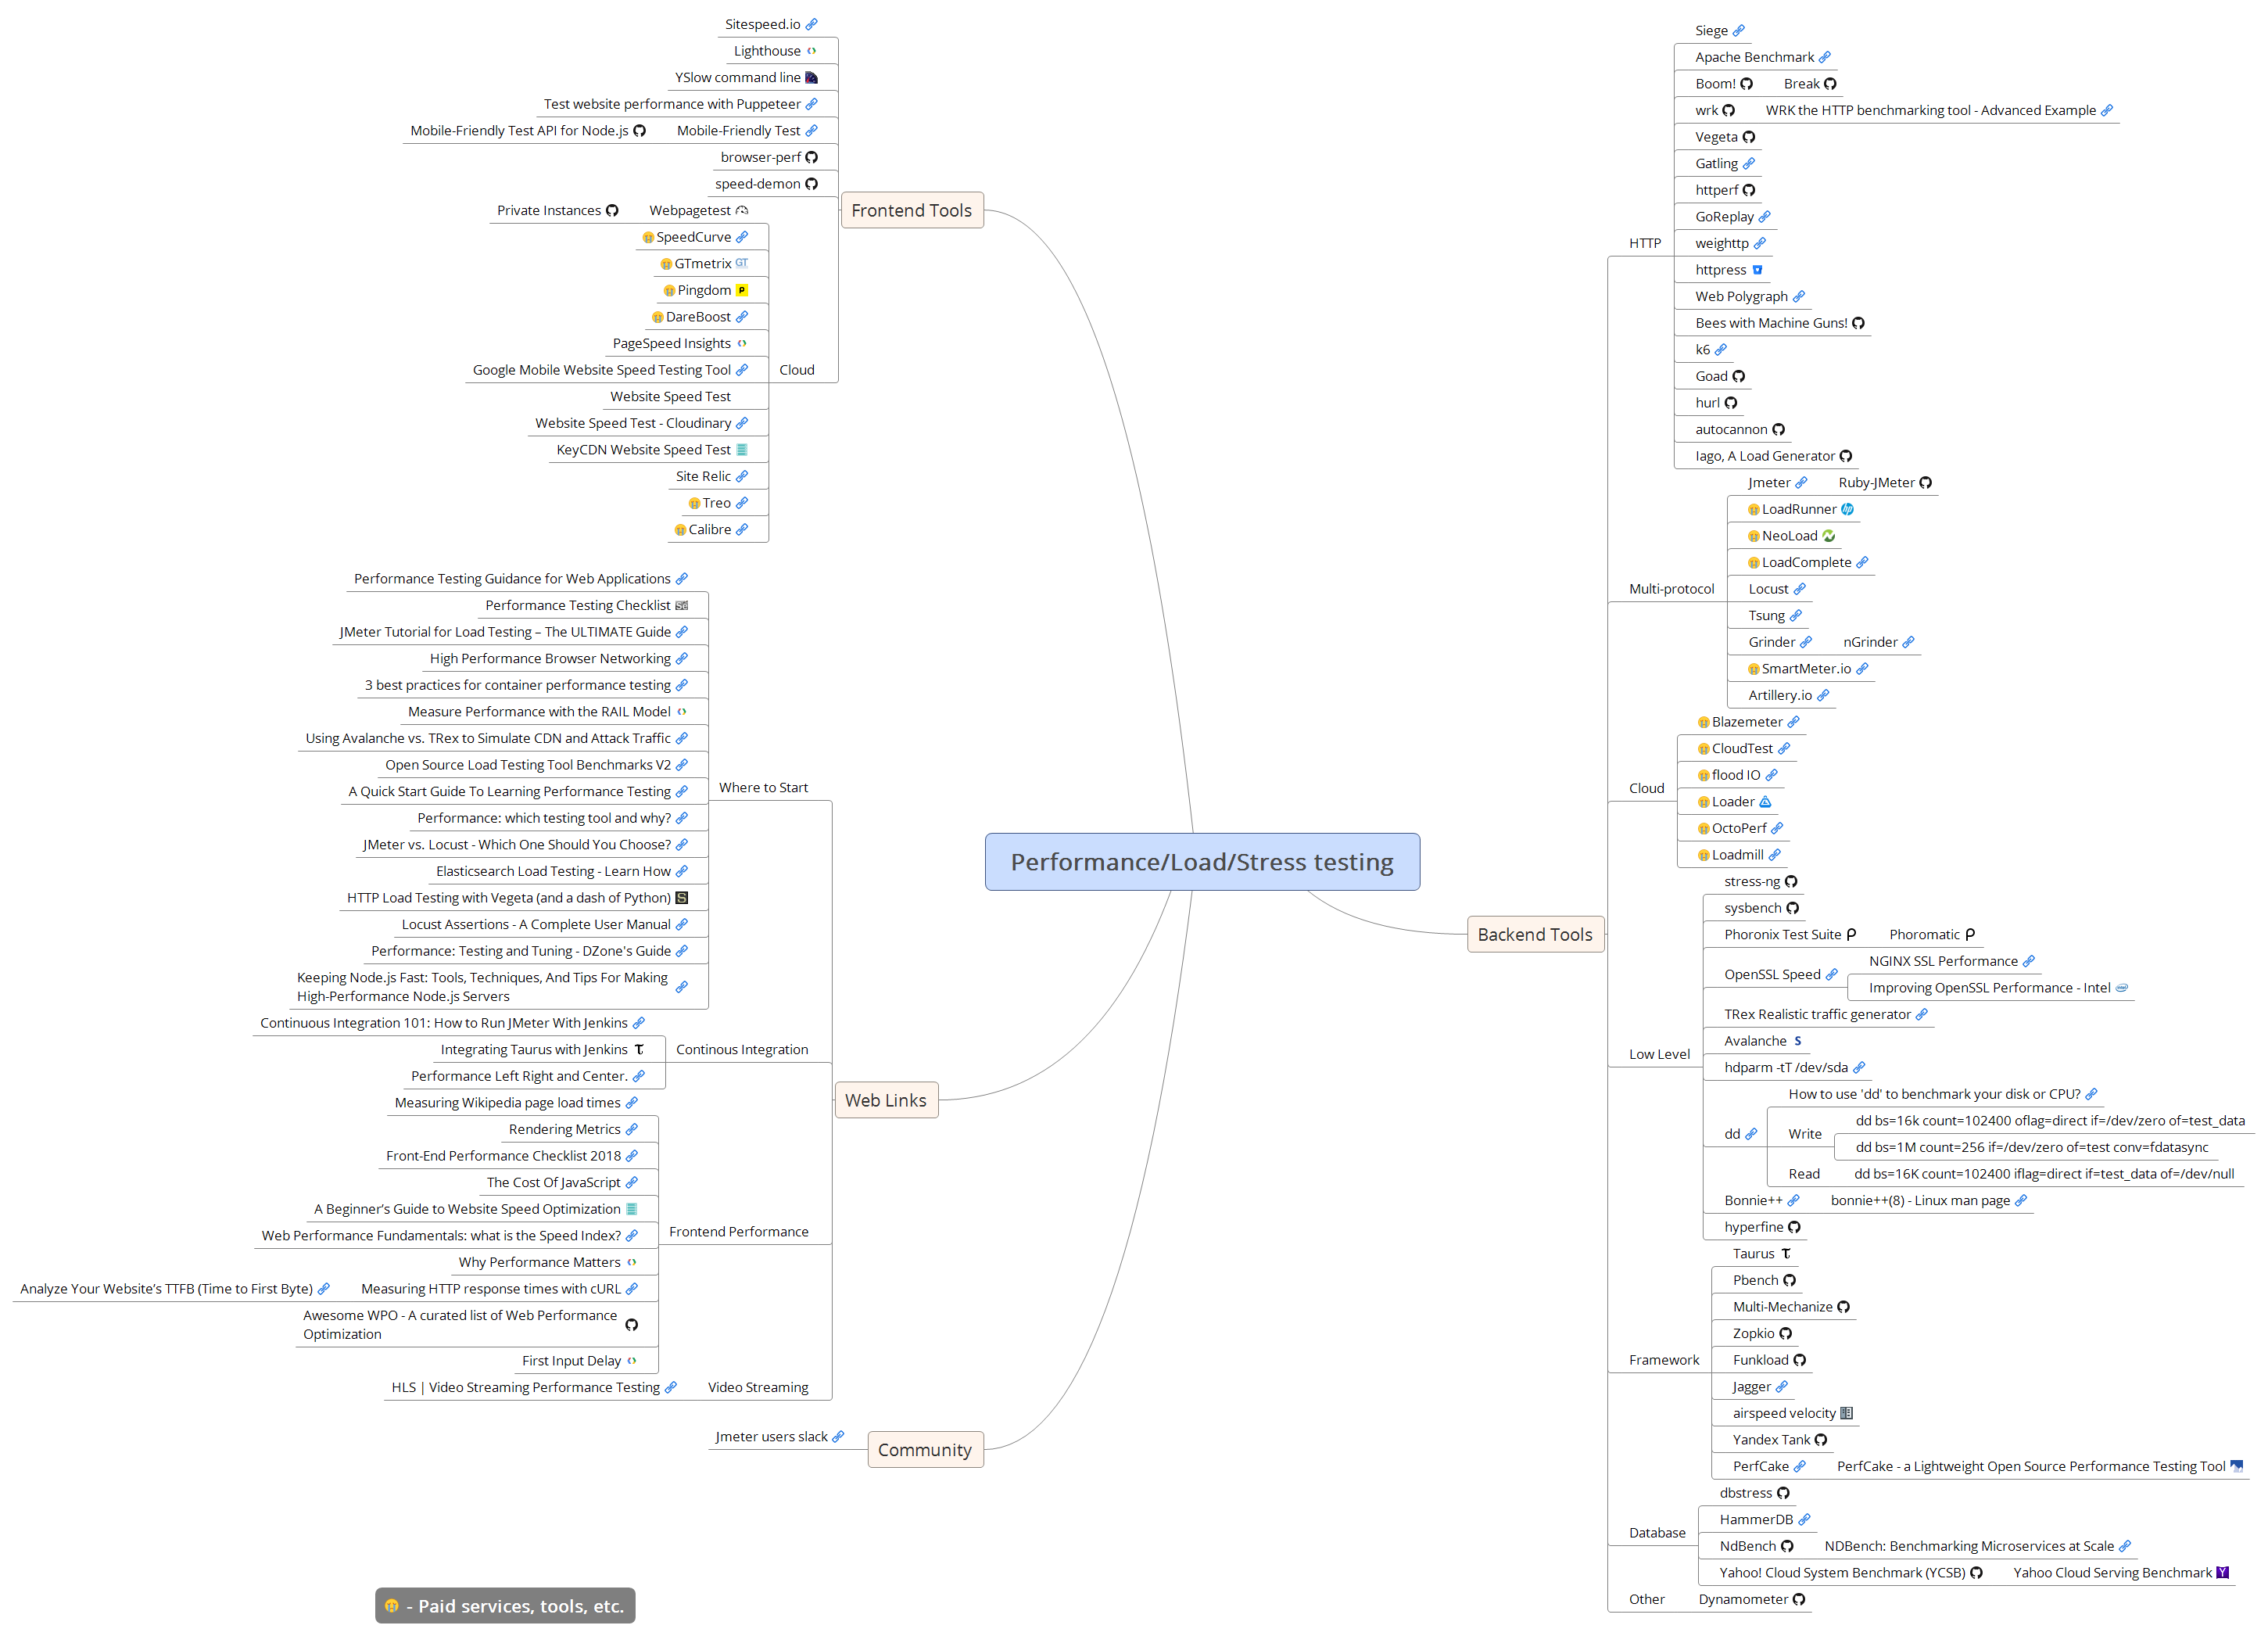 Performance/Load/Stress testing
Frontend Tools
Sitespeed.io
Lighthouse
YSlow command line
Test website performance with Puppeteer
Mobile-Friendly Test API for Node.js
Mobile-Friendly Test
browser-perf
speed-demon
Cloud
Private Instances
Webpagetest
SpeedCurve
GTmetrix
GT
Pingdom
DareBoost
PageSpeed Insights
Google Mobile Website Speed Testing Tool
Website Speed Test
Website Speed Test - Cloudinary
KeyCDN Website Speed Test
Site Relic
Treo
Calibre
Web Links
Where to Start
Performance Testing Guidance for Web Applications
Performance Testing Checklist
JMeter Tutorial for Load Testing – The ULTIMATE Guide
High Performance Browser Networking
3 best practices for container performance testing
Measure Performance with the RAIL Model
Using Avalanche vs. TRex to Simulate CDN and Attack Traffic
Open Source Load Testing Tool Benchmarks V2
A Quick Start Guide To Learning Performance Testing
Performance: which testing tool and why?
JMeter vs. Locust - Which One Should You Choose?
Elasticsearch Load Testing - Learn How
HTTP Load Testing with Vegeta (and a dash of Python)
Locust Assertions - A Complete User Manual
Performance: Testing and Tuning - DZone's Guide
Keeping Node.js Fast: Tools, Techniques, And Tips For Making
High-Performance Node.js Servers
Continous Integration
Continuous Integration 101: How to Run JMeter With Jenkins
Integrating Taurus with Jenkins
Performance Left Right and Center.
Frontend Performance
Measuring Wikipedia page load times
Rendering Metrics
Front-End Performance Checklist 2018
The Cost Of JavaScript
A Beginner’s Guide to Website Speed Optimization
Web Performance Fundamentals: what is the Speed Index?
Why Performance Matters
Analyze Your Website’s TTFB (Time to First Byte)
Measuring HTTP response times with cURL
Awesome WPO - A curated list of Web Performance
Optimization
First Input Delay
Video Streaming
HLS | Video Streaming Performance Testing
Community
Jmeter users slack
- Paid services, tools, etc.
Backend Tools
HTTP
Siege
Apache Benchmark
Boom!
Break
wrk
WRK the HTTP benchmarking tool - Advanced Example
Vegeta
Gatling
httperf
GoReplay
weighttp
httpress
Web Polygraph
Bees with Machine Guns!
k6
Goad
hurl
autocannon
Iago, A Load Generator
Multi-protocol
Jmeter
Ruby-JMeter
LoadRunner
NeoLoad
LoadComplete
Locust
Tsung
Grinder
nGrinder
SmartMeter.io
Artillery.io
Cloud
Blazemeter
CloudTest
flood IO
Loader
OctoPerf
Loadmill
Low Level
stress-ng
sysbench
Phoronix Test Suite
Phoromatic
OpenSSL Speed
NGINX SSL Performance
Improving OpenSSL Performance - Intel
TRex Realistic traffic generator
Avalanche
hdparm -tT /dev/sda
dd
How to use 'dd' to benchmark your disk or CPU?
Write
dd bs=16k count=102400 oflag=direct if=/dev/zero of=test_data
dd bs=1M count=256 if=/dev/zero of=test conv=fdatasync
Read
dd bs=16K count=102400 iflag=direct if=test_data of=/dev/null
Bonnie++
bonnie++(8) - Linux man page
hyperfine
Framework
Taurus
Pbench
Multi-Mechanize
Zopkio
Funkload
Jagger
airspeed velocity
Yandex Tank
PerfCake
PerfCake - a Lightweight Open Source Performance Testing Tool
Database
dbstress
HammerDB
NdBench
NDBench: Benchmarking Microservices at Scale
Yahoo! Cloud System Benchmark (YCSB)
Yahoo Cloud Serving Benchmark
Other
Dynamometer